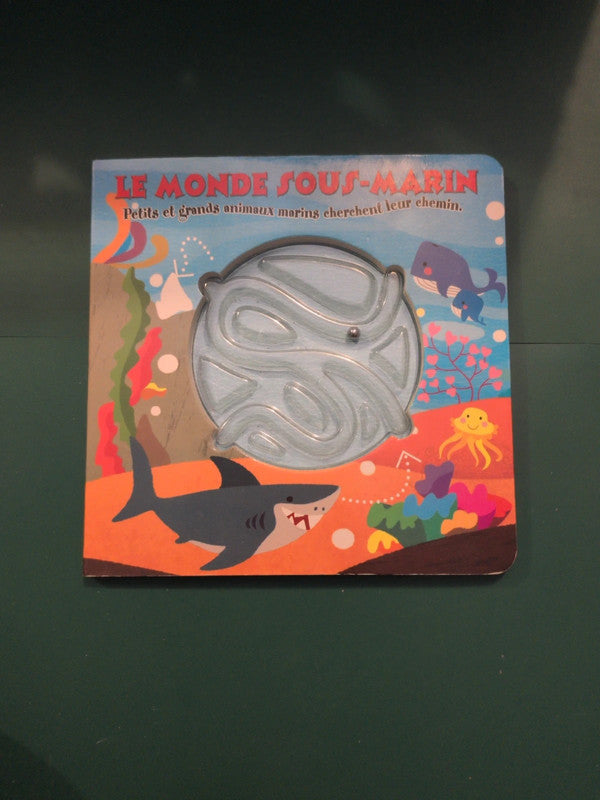 LE MONDE SOUS-MARIN
Petits et grands animaux marins cherchent leur chemin.